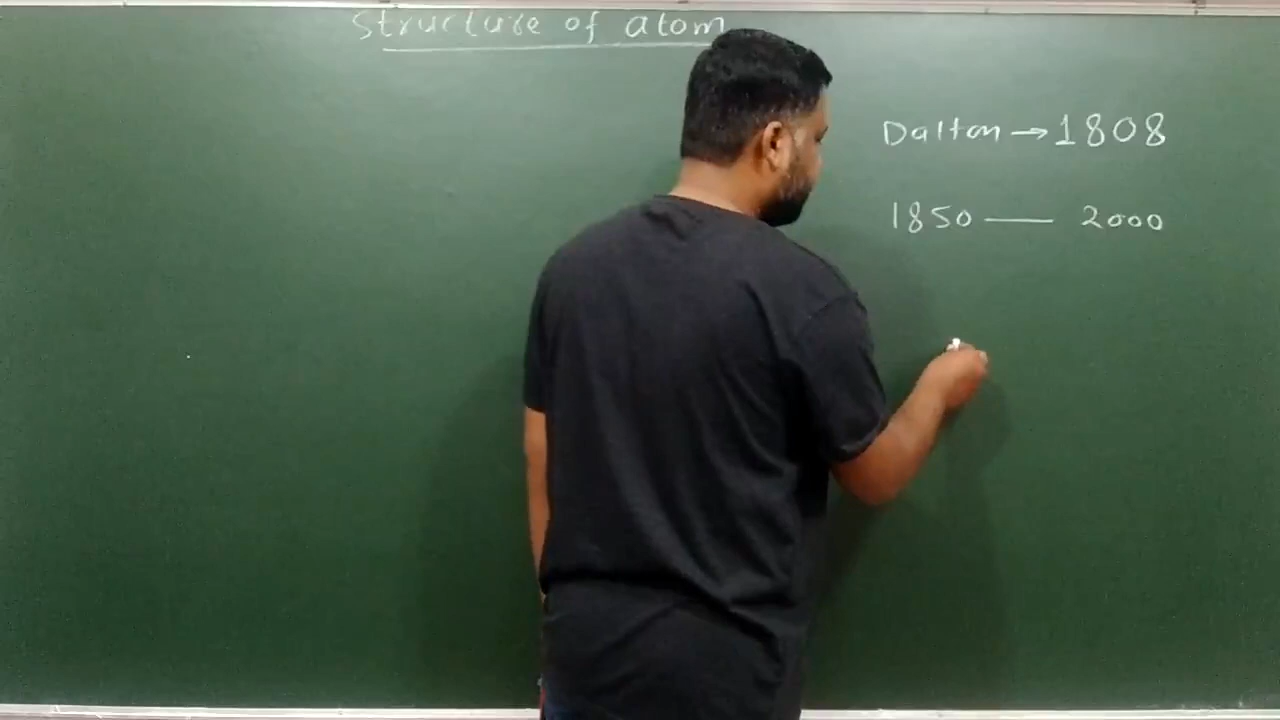 Structure of atom
Dalton → 1808
1850 — 2000